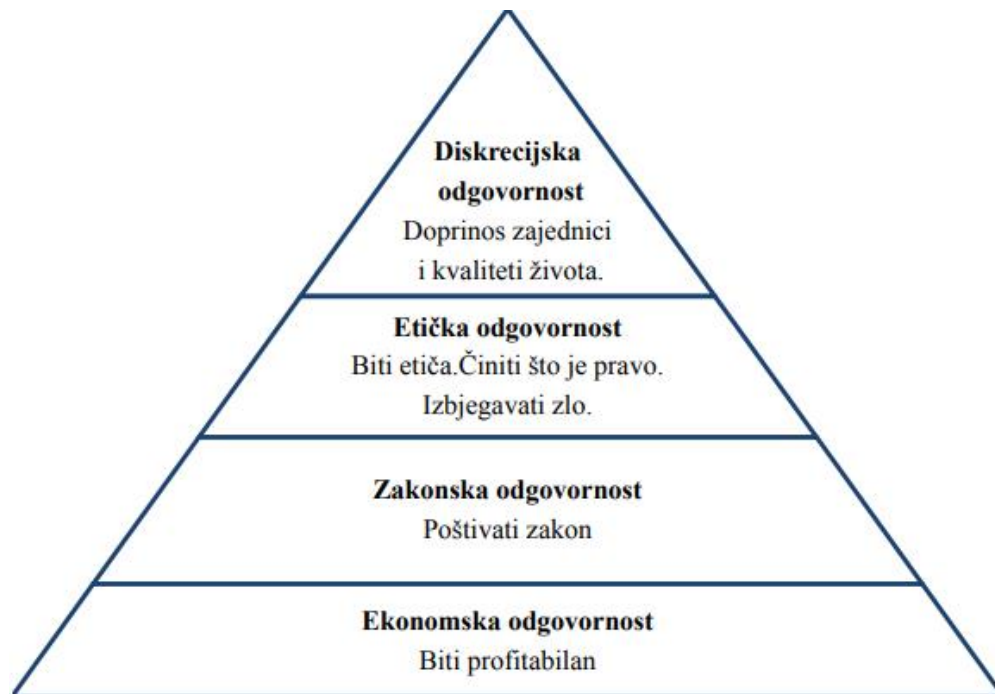 Diskrecijska
odgovornost
Doprinos zajednici
i kvaliteti života.
Etička odgovornost
Biti etiča.Činiti što je pravo.
Izbjegavati zlo.
Zakonska odgovornost
Poštivati zakon
Ekonomska odgovornost
Biti profitabilan